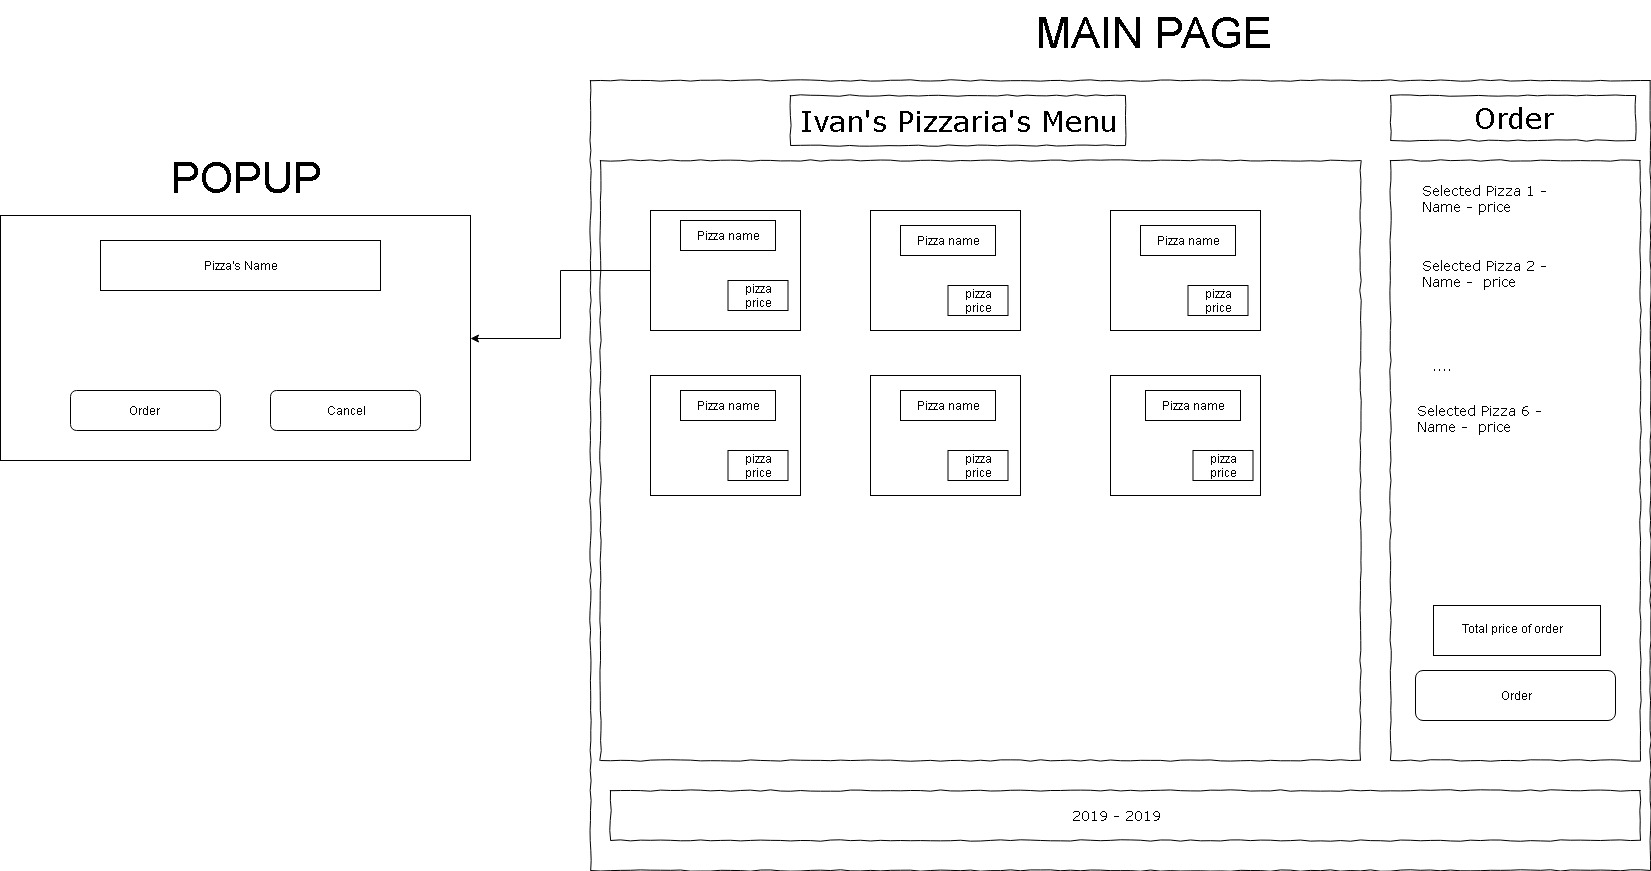 MAIN PAGE
POPUP
Pizza's Name
Order
Cancel
Ivan's Pizzaria's Menu
Pizza name
pizza
price
Pizza name
pizza
price
Pizza name
pizza
price
Pizza name
pizza
price
Pizza name
pizza
price
Pizza name
pizza
price
Order
Selected Pizza 1 -
Name - price
Selected Pizza 2 -
Name - price
....
Selected Pizza 6 -
Name - price
Total price of order
Order
2019 - 2019